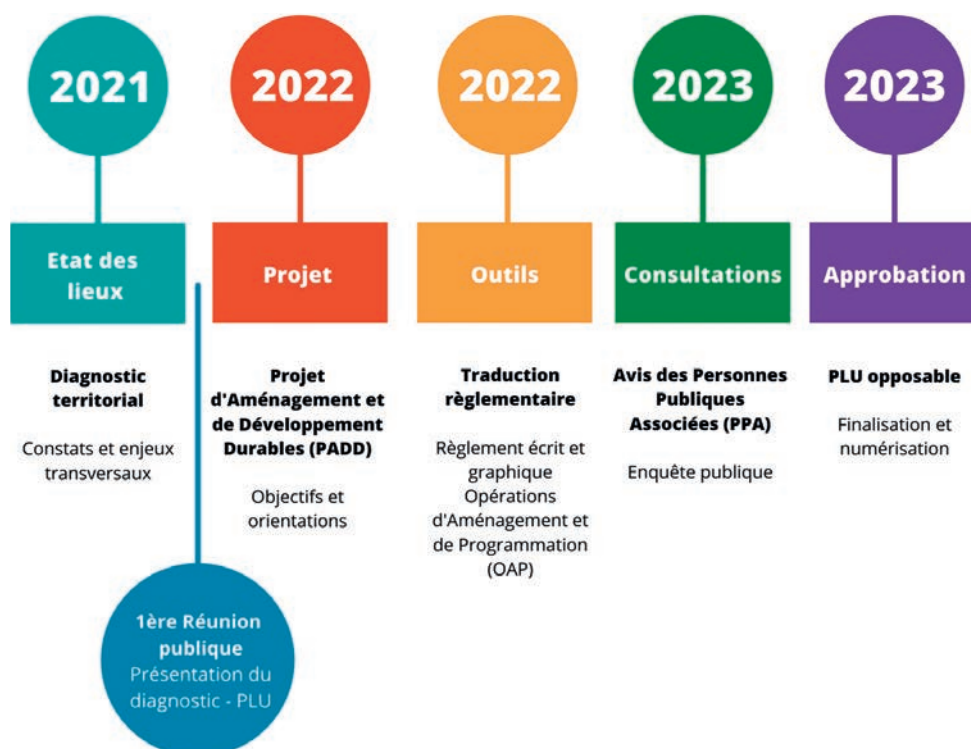 2021
2022
2022
2023
2023
Etat des
lieux
Projet
Outils
Consultations
Approbation
Diagnostic
territorial
Constats et enjeux
transversaux
Projet
d'Aménagement et
de Développement
Durables (PADD)
Objectifs et
orientations
Traduction
règlementaire
Règlement écrit et
graphique
Opérations
d'Aménagement et
de Programmation
(OAP)
Avis des Personnes
Publiques
Associées (PPA)
Enquête publique
PLU opposable
Finalisation et
numérisation
1ère Réunion
publique
Présentation du
diagnostic - PLU